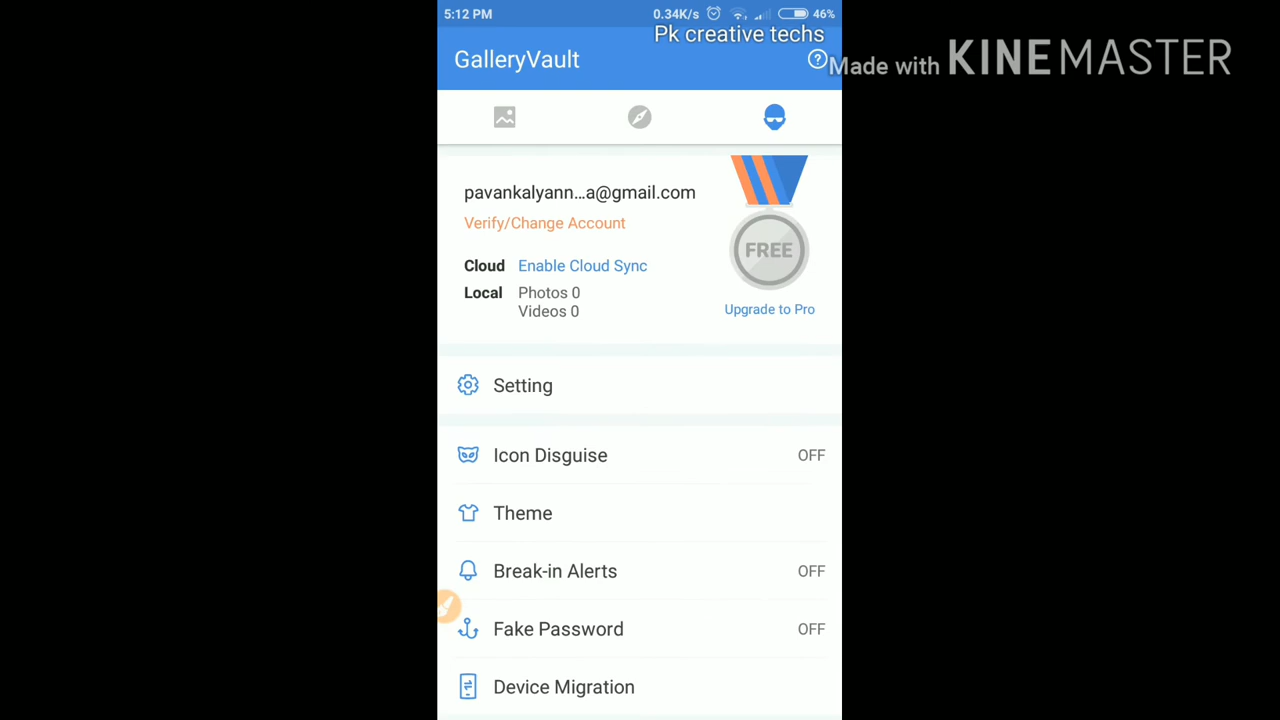 5:12 PM 0.34K/s 46%
Pk creative techs
GalleryVault ?
Made with KINEMASTER
pavankalyann...a@gmail.com
Verify/Change Account
Cloud Enable Cloud Sync
Local Photos 0
Videos 0
FREE
Upgrade to Pro
Setting
Icon Disguise OFF
Theme
Break-in Alerts OFF
Fake Password OFF
Device Migration